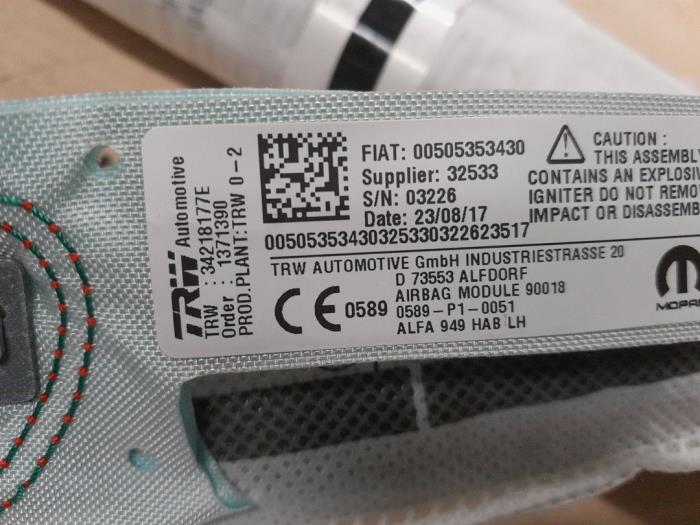 TRW Automotive
TRW : 34218177E
Order : 1371390
PROD.PLANT:TRW 0-2
FIAT: 00505353430
Supplier: 32533
S/N: 03226
Date: 23/08/17
00505353430325330322623517
CAUTION :
THIS ASSEMBLY
CONTAINS AN EXPLOSIV
IGNITER DO NOT REMO
IMPACT OR DISASSEMB
TRW AUTOMOTIVE GmbH INDUSTRIESTRASSE 20
D 73553 ALFDORF
AIRBAG MODULE 90018
CE 0589 0589-P1-0051
ALFA 949 HAB LH
MOPAR